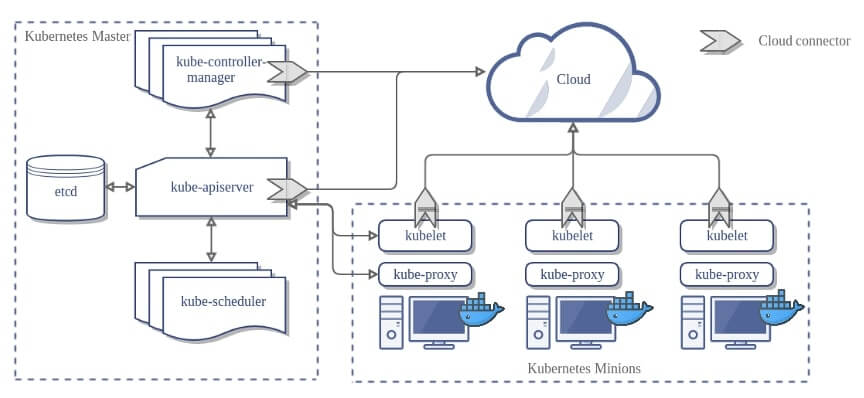 Kubernetes Master
kube-controller-
manager
Cloud connector
Cloud
etcd
kube-apiserver
kube-scheduler
kubelet
kubelet
kubelet
kube-proxy
kube-proxy
kube-proxy
Kubernetes Minions